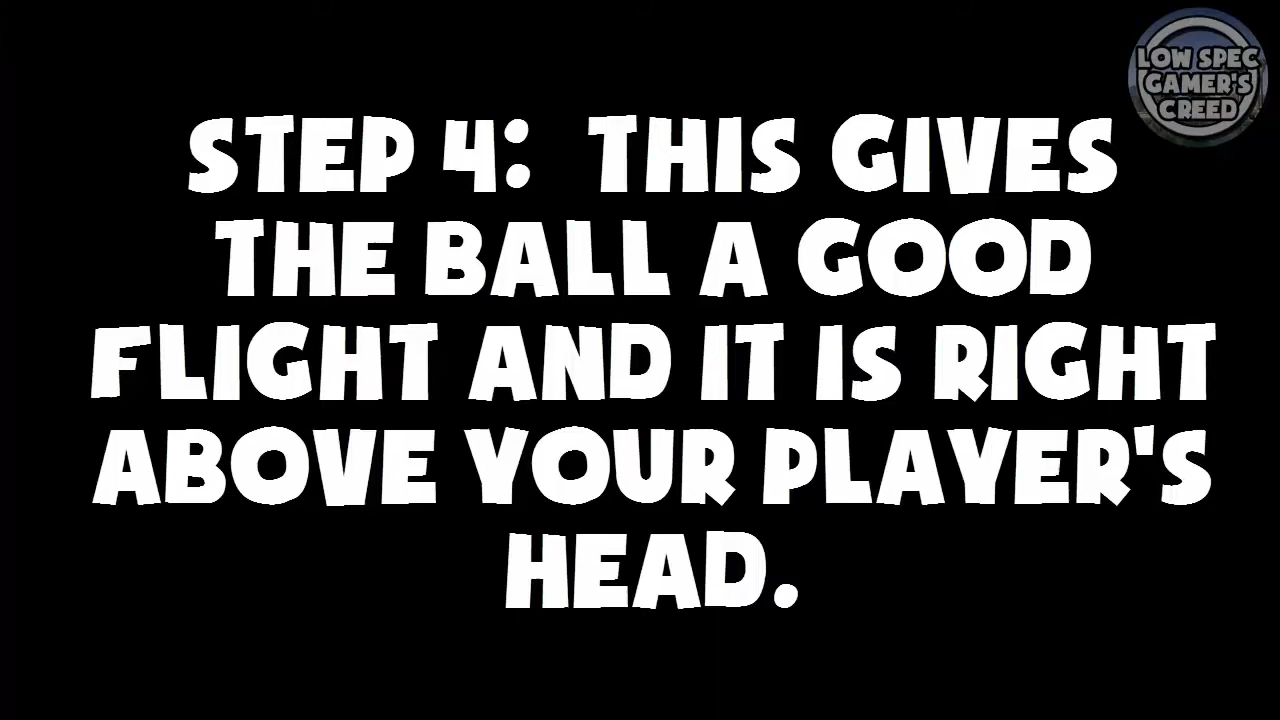 LOW SPEC
GAMER'S
CREED
STEP 4: THIS GIVES
THE BALL A GOOD
FLIGHT AND IT IS RIGHT
ABOVE YOUR PLAYER'S
HEAD.